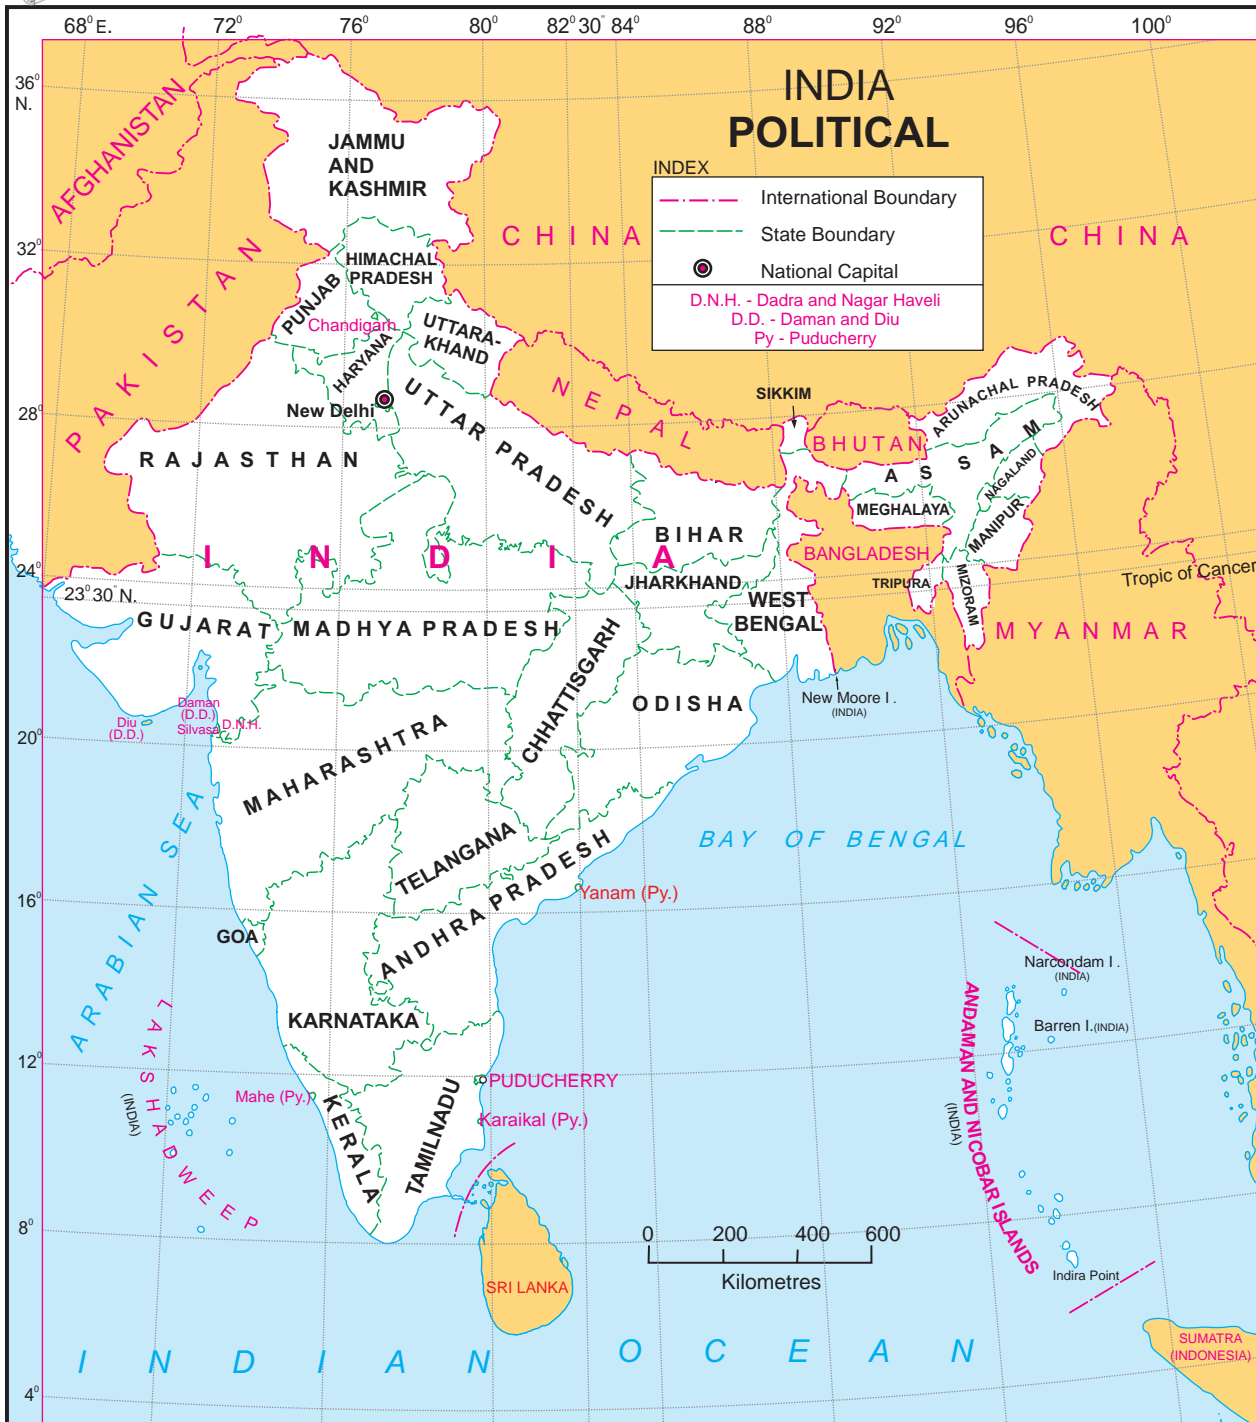 68° E.
72°
76°
80°
82° 30'
84°
88°
92°
96°
100°
36°
N.
32°
28°
24°
20°
16°
12°
8°
4°
INDIA
POLITICAL
INDEX
International Boundary
State Boundary
National Capital
D.N.H. - Dadra and Nagar Haveli
D.D. - Daman and Diu
Py - Puducherry
AFGHANISTAN
PAKISTAN
CHINA
CHINA
NEPAL
BHUTAN
BANGLADESH
MYANMAR
JAMMU
AND
KASHMIR
HIMACHAL
PRADESH
PUNJAB
Chandigarh
UTTARA-
KHAND
HARYANA
New Delhi
UTTAR PRADESH
RAJASTHAN
SIKKIM
ARUNACHAL PRADESH
ASSAM
NAGALAND
MEGHALAYA
MANIPUR
TRIPURA
MIZORAM
BIHAR
INDIA
JHARKHAND
WEST
BENGAL
Tropic of Cancer
23° 30' N.
GUJARAT
MADHYA PRADESH
CHHATTISGARH
ODISHA
New Moore I.
(INDIA)
Daman
(D.D.)
Diu
(D.D.)
Silvasa
D.N.H.
MAHARASHTRA
TELANGANA
ANDHRA PRADESH
Yanam (Py.)
GOA
KARNATAKA
ARABIAN SEA
BAY OF BENGAL
LAKSHADWEEP
(INDIA)
Mahe (Py.)
KERALA
TAMILNADU
PUDUCHERRY
Karaikal (Py.)
Narcondam I.
(INDIA)
Barren I.(INDIA)
ANDAMAN AND NICOBAR ISLANDS
(INDIA)
Indira Point
0 200 400 600
Kilometres
SRI LANKA
SUMATRA
(INDONESIA)
INDIAN OCEAN